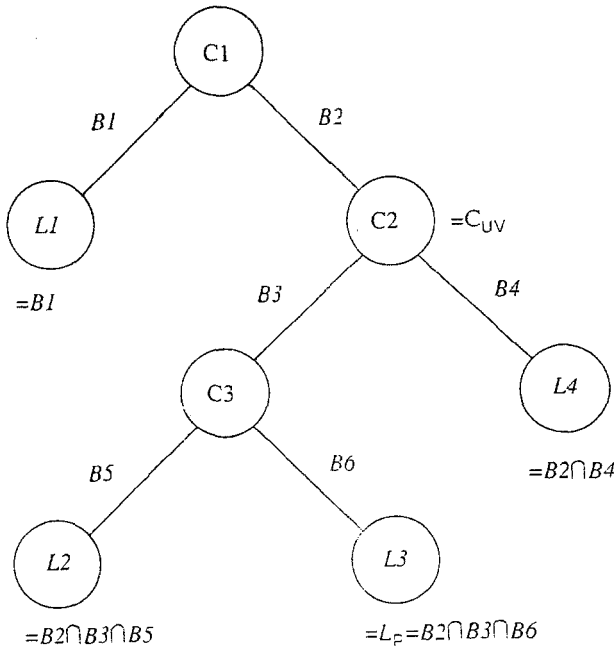 C1
B1 B2
L1 C2 =C_UV
=B1
B3 B4
C3 L4
B5 B6 =B2∩B4
L2 L3
=B2∩B3∩B5 =L_P=B2∩B3∩B6